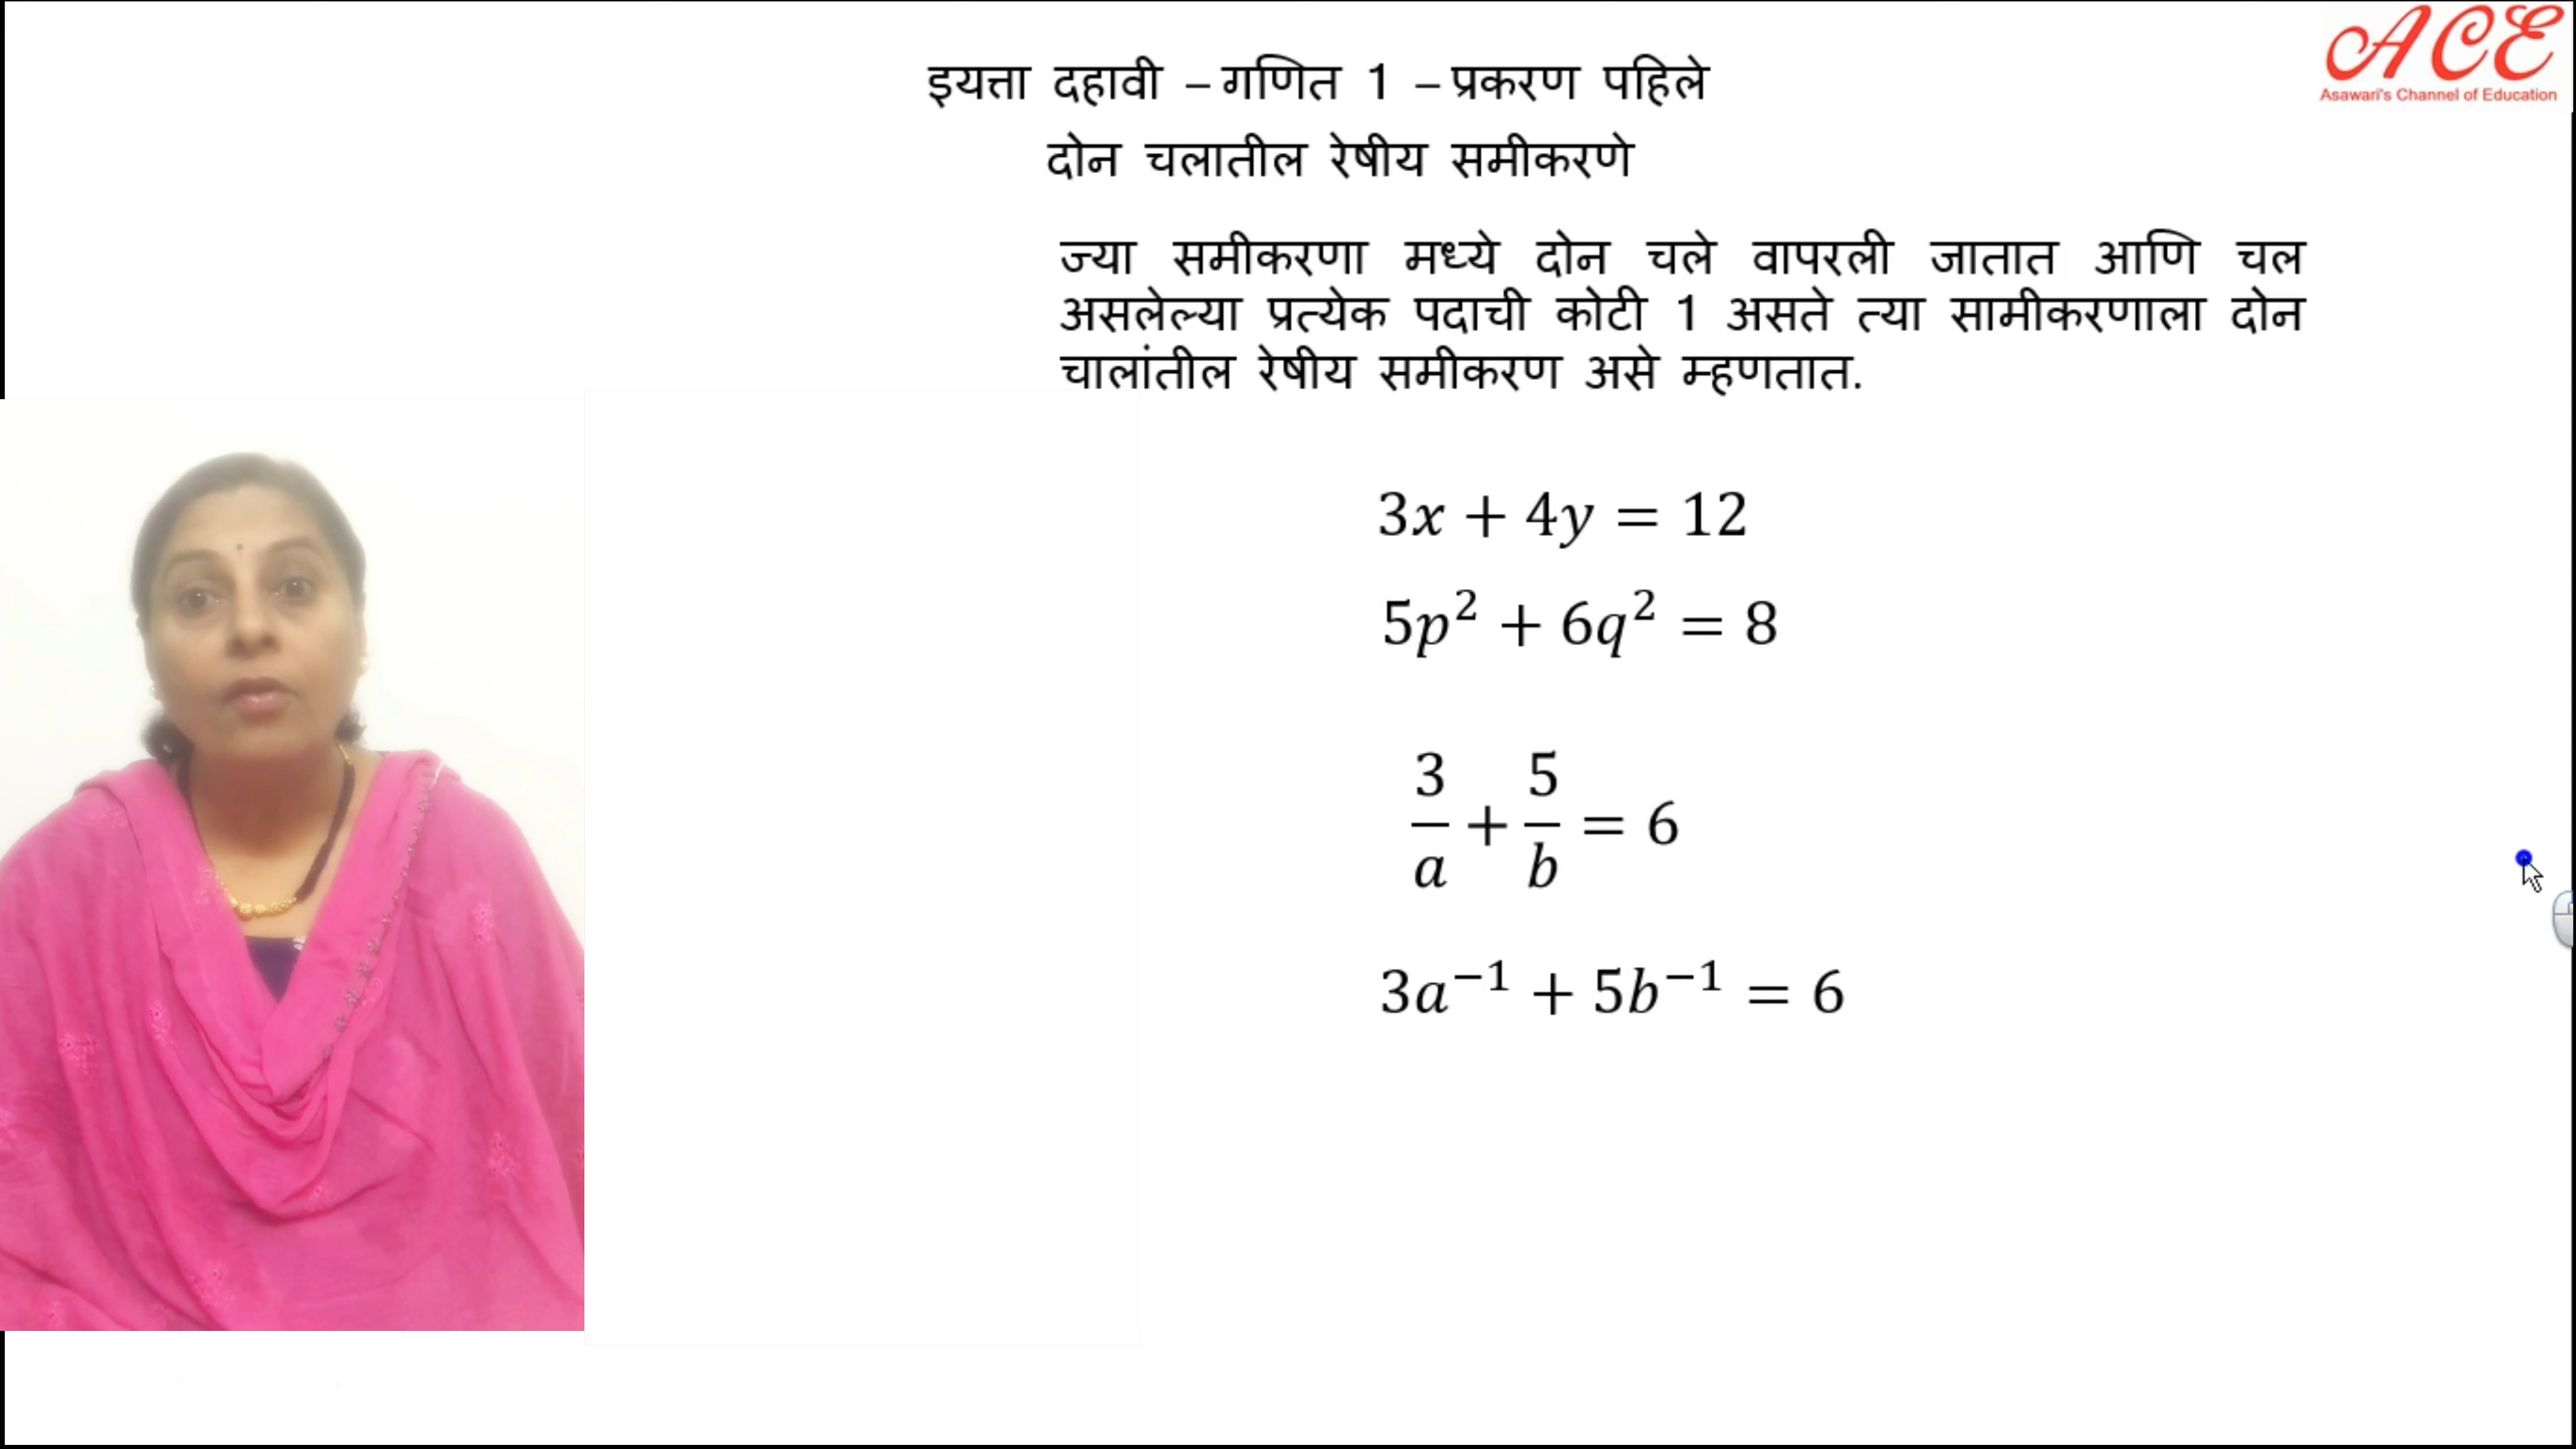 ACE
Asawari's Channel of Education
इयत्ता दहावी – गणित 1 – प्रकरण पहिले
दोन चलातील रेषीय समीकरणे
ज्या समीकरणा मध्ये दोन चले वापरली जातात आणि चल
असलेल्या प्रत्येक पदाची कोटी 1 असते त्या सामीकरणाला दोन
चालांतील रेषीय समीकरण असे म्हणतात.
3x + 4y = 12
5p² + 6q² = 8
3/a + 5/b = 6
3a⁻¹ + 5b⁻¹ = 6